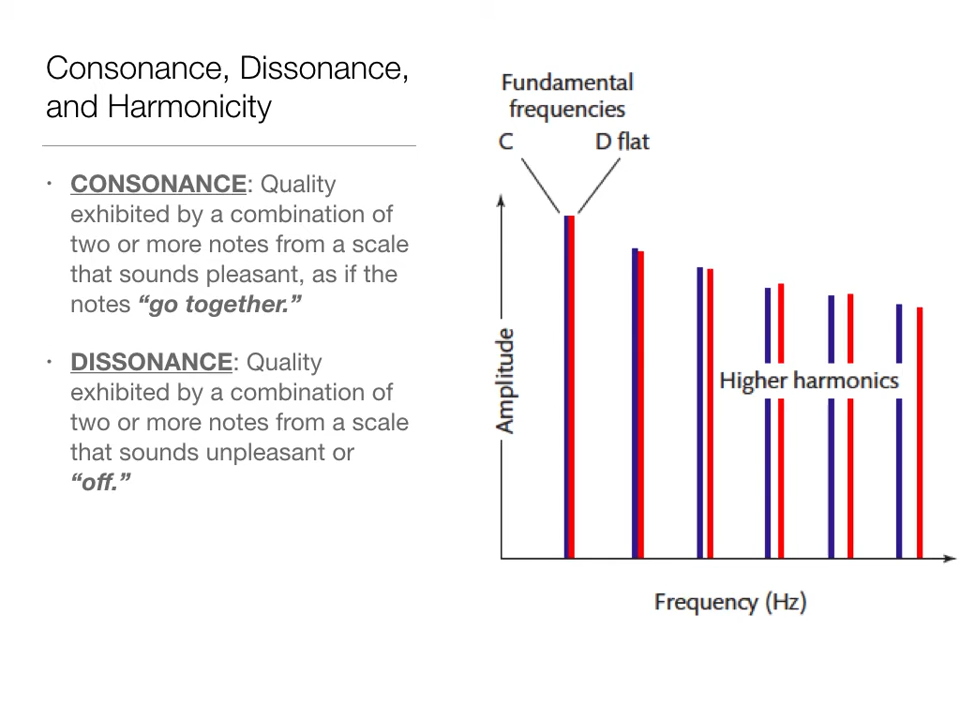 Consonance, Dissonance,
and Harmonicity
• CONSONANCE: Quality
exhibited by a combination of
two or more notes from a scale
that sounds pleasant, as if the
notes “go together.”
• DISSONANCE: Quality
exhibited by a combination of
two or more notes from a scale
that sounds unpleasant or
“off.”
Fundamental
frequencies
C D flat
Amplitude
Higher harmonics
Frequency (Hz)